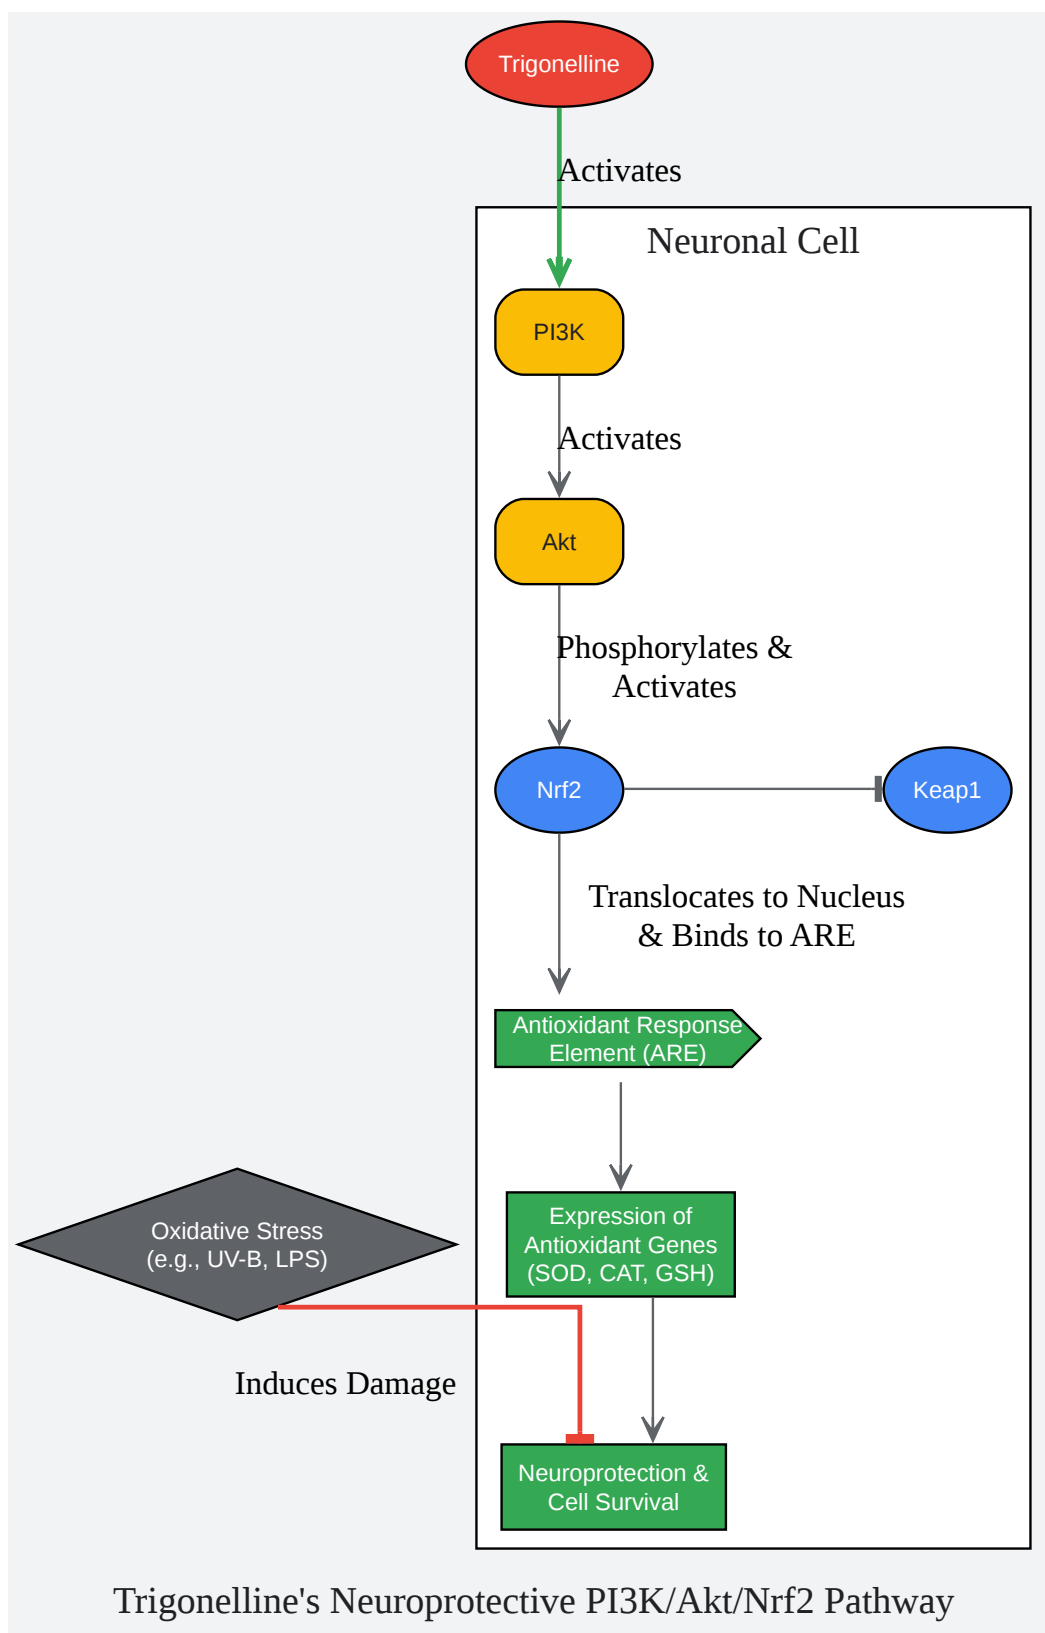 Trigonelline
Activates
Neuronal Cell
PI3K
Activates
Akt
Phosphorylates &
Activates
Nrf2
Keap1
Translocates to Nucleus
& Binds to ARE
Antioxidant Response
Element (ARE)
Expression of
Antioxidant Genes
(SOD, CAT, GSH)
Oxidative Stress
(e.g., UV-B, LPS)
Induces Damage
Neuroprotection &
Cell Survival
Trigonelline's Neuroprotective PI3K/Akt/Nrf2 Pathway